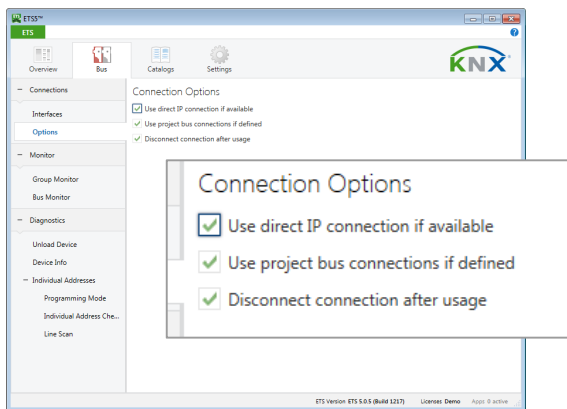 ETS5™
ETS
Overview
Bus
Catalogs
Settings
KNX
Connections
Interfaces
Options
Monitor
Group Monitor
Bus Monitor
Diagnostics
Unload Device
Device Info
Individual Addresses
Programming Mode
Individual Address Che...
Line Scan
Connection Options
Use direct IP connection if available
Use project bus connections if defined
Disconnect connection after usage
Connection Options
Use direct IP connection if available
Use project bus connections if defined
Disconnect connection after usage
ETS Version ETS 5.0.5 (Build 1217) Licenses Demo Apps 0 active